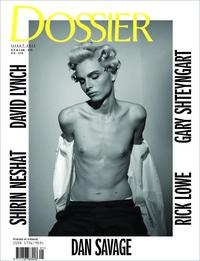 DOSSIER
DAVID LYNCH
GARY SHTEYNGART
SHIRIN NESHAT
RICK LOWE
DAN SAVAGE